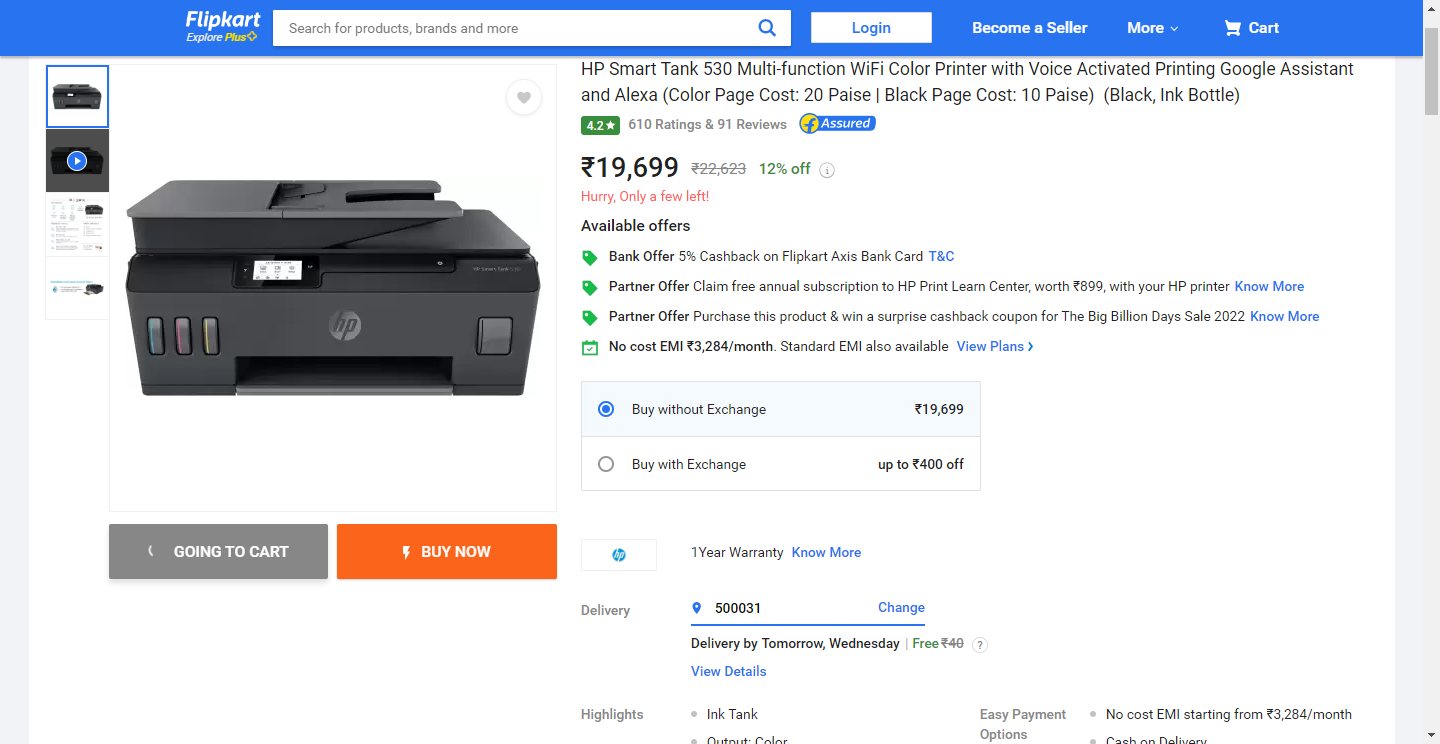 Flipkart
Explore Plus
Search for products, brands and more
Login
Become a Seller
More
Cart
HP Smart Tank 530 Multi-function WiFi Color Printer with Voice Activated Printing Google Assistant
and Alexa (Color Page Cost: 20 Paise | Black Page Cost: 10 Paise)  (Black, Ink Bottle)
4.2★ 610 Ratings & 91 Reviews Assured
₹19,699 ₹22,623 12% off i
Hurry, Only a few left!
Available offers
Bank Offer 5% Cashback on Flipkart Axis Bank Card T&C
Partner Offer Claim free annual subscription to HP Print Learn Center, worth ₹899, with your HP printer Know More
Partner Offer Purchase this product & win a surprise cashback coupon for The Big Billion Days Sale 2022 Know More
No cost EMI ₹3,284/month. Standard EMI also available View Plans
Buy without Exchange ₹19,699
Buy with Exchange up to ₹400 off
hp
GOING TO CART
BUY NOW
hp
1Year Warranty Know More
Delivery
500031
Change
Delivery by Tomorrow, Wednesday | Free ₹40 ?
View Details
Highlights
Ink Tank
Output: Color
Easy Payment
Options
No cost EMI starting from ₹3,284/month
Cash on Delivery